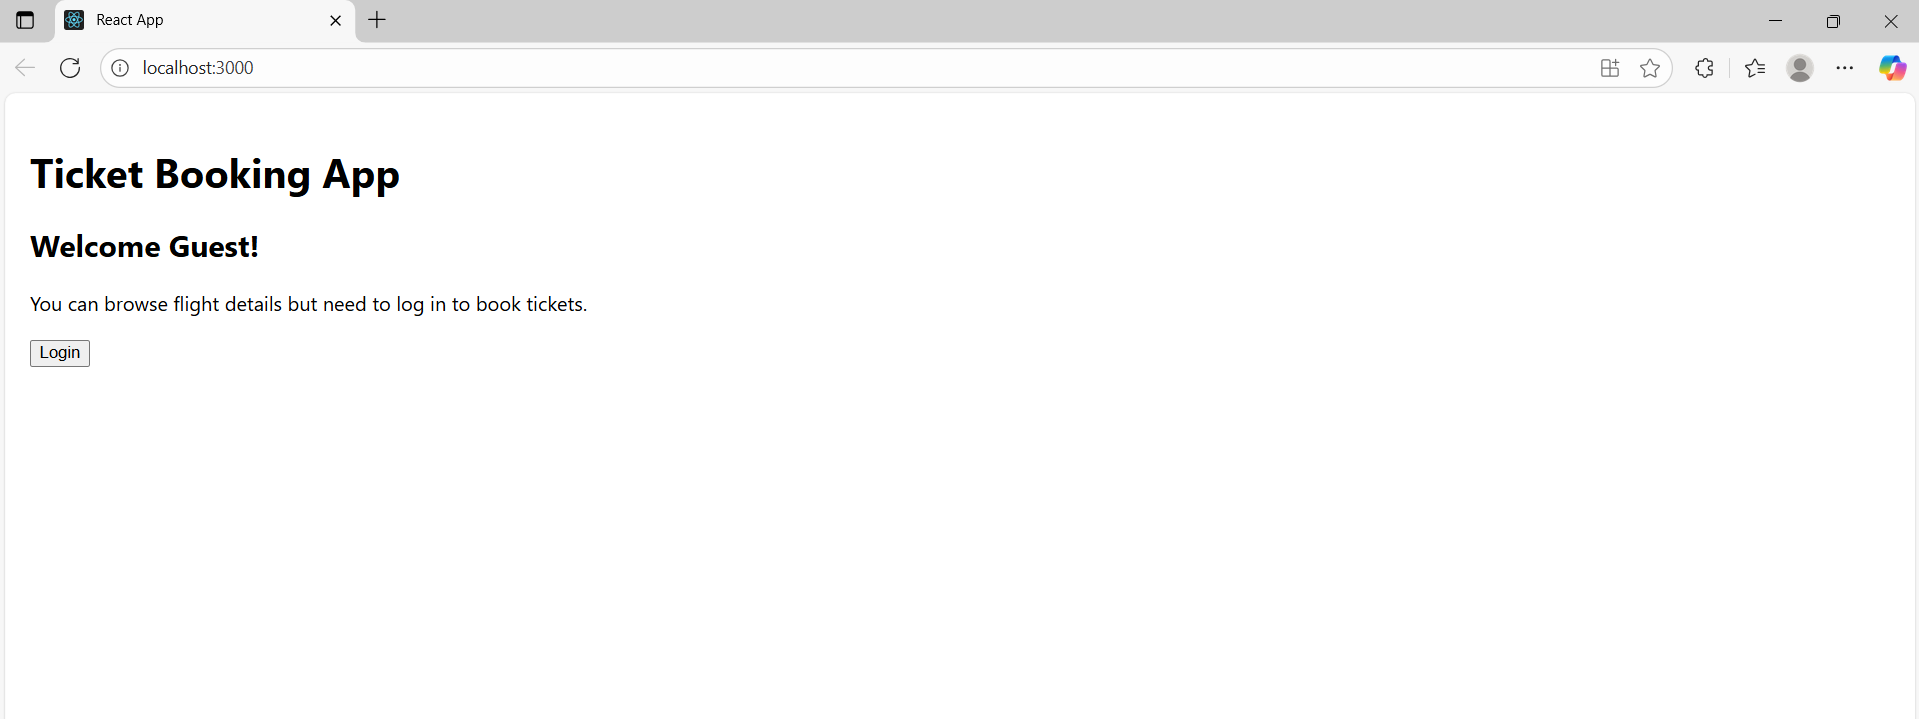 React App
localhost:3000
Ticket Booking App
Welcome Guest!
You can browse flight details but need to log in to book tickets.
Login